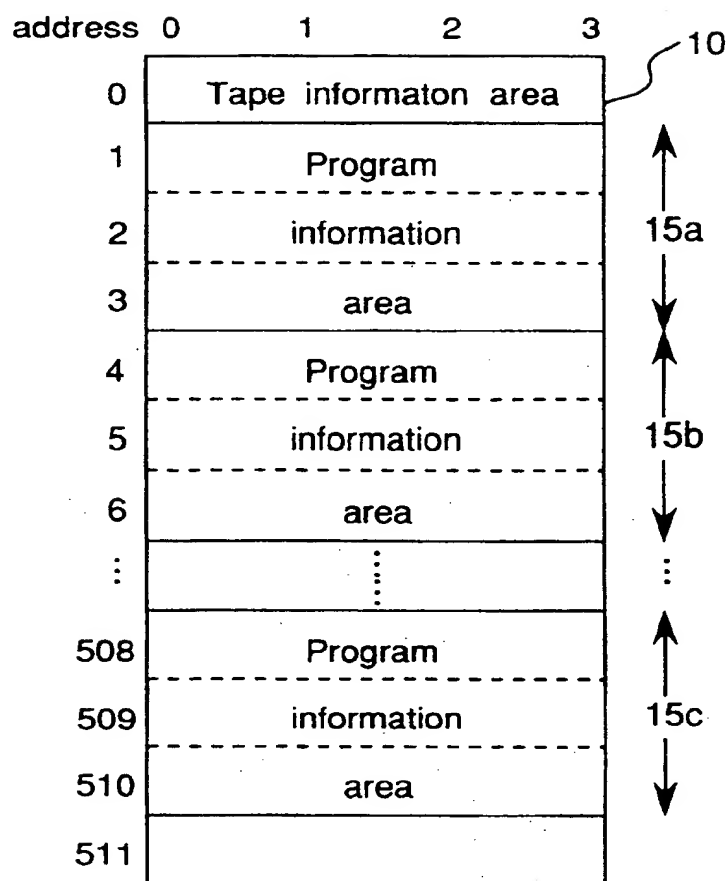 address 0 1 2 3
10
0 Tape informaton area
1 Program
2 information 15a
3 area
4 Program
5 information 15b
6 area
⋮ ⋮ ⋮
508 Program
509 information 15c
510 area
511